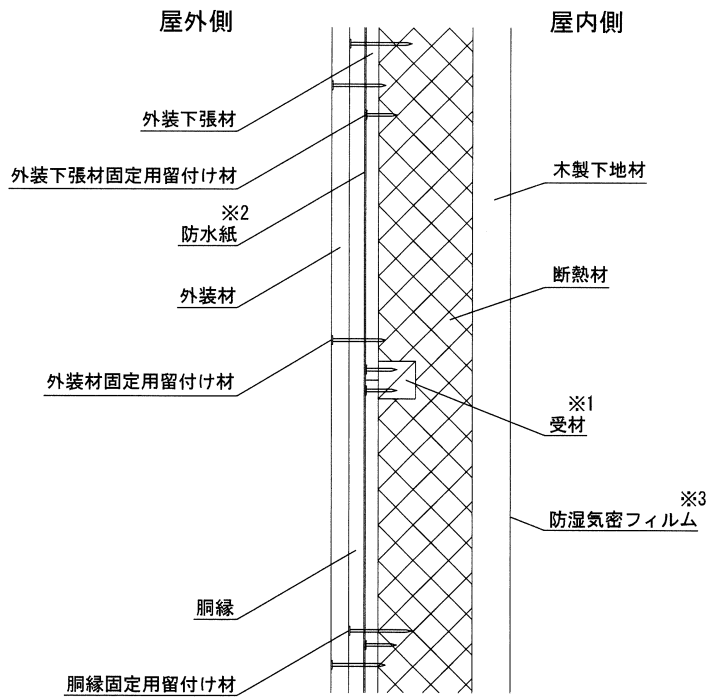 屋外側
屋内側
外装下張材
外装下張材固定用留付け材
※2
防水紙
外装材
外装材固定用留付け材
胴縁
胴縁固定用留付け材
木製下地材
断熱材
※1
受材
※3
防湿気密フィルム